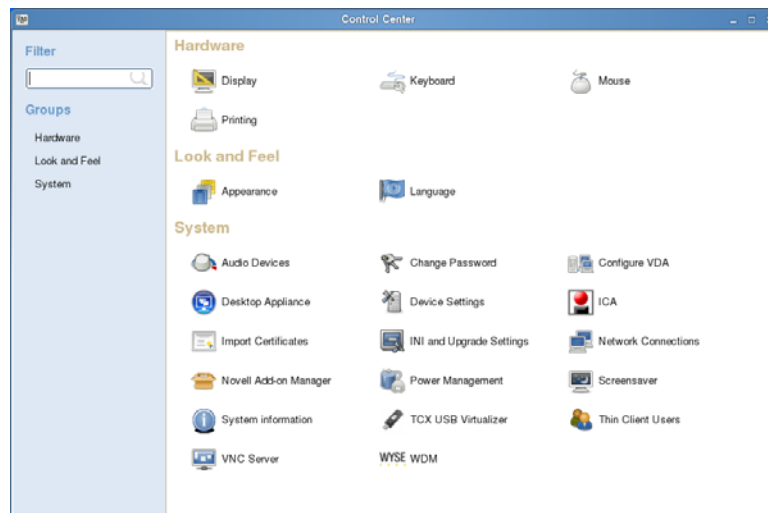 Control Center
Filter
Groups
Hardware
Look and Feel
System
Hardware
Display
Keyboard
Mouse
Printing
Look and Feel
Appearance
Language
System
Audio Devices
Change Password
Configure VDA
Desktop Appliance
Device Settings
ICA
Import Certificates
INI and Upgrade Settings
Network Connections
Novell Add-on Manager
Power Management
Screensaver
System information
TCX USB Virtualizer
Thin Client Users
VNC Server
WYSE WDM